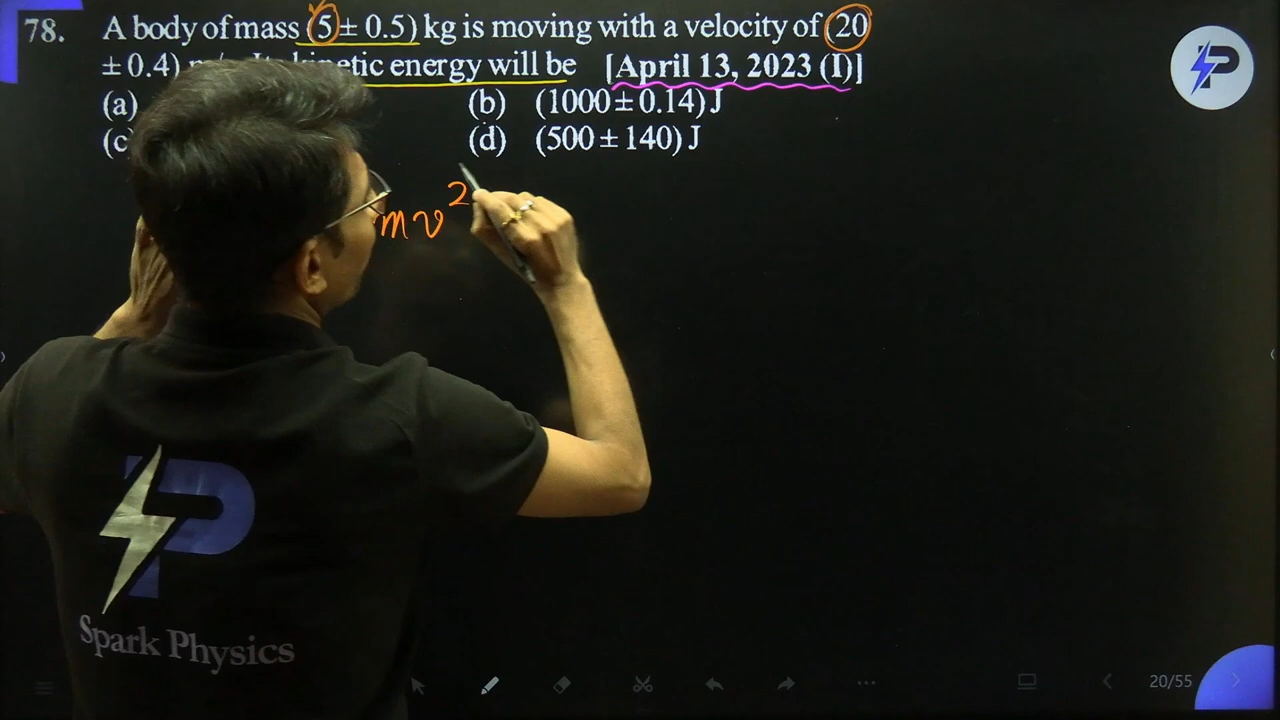 78. A body of mass (5 ± 0.5) kg is moving with a velocity of (20
± 0.4) kinetic energy will be [April 13, 2023 (I)]
(a) (b) (1000 ± 0.14) J
(c) (d) (500 ± 140) J
mv²
P
P
Spark Physics
20/55